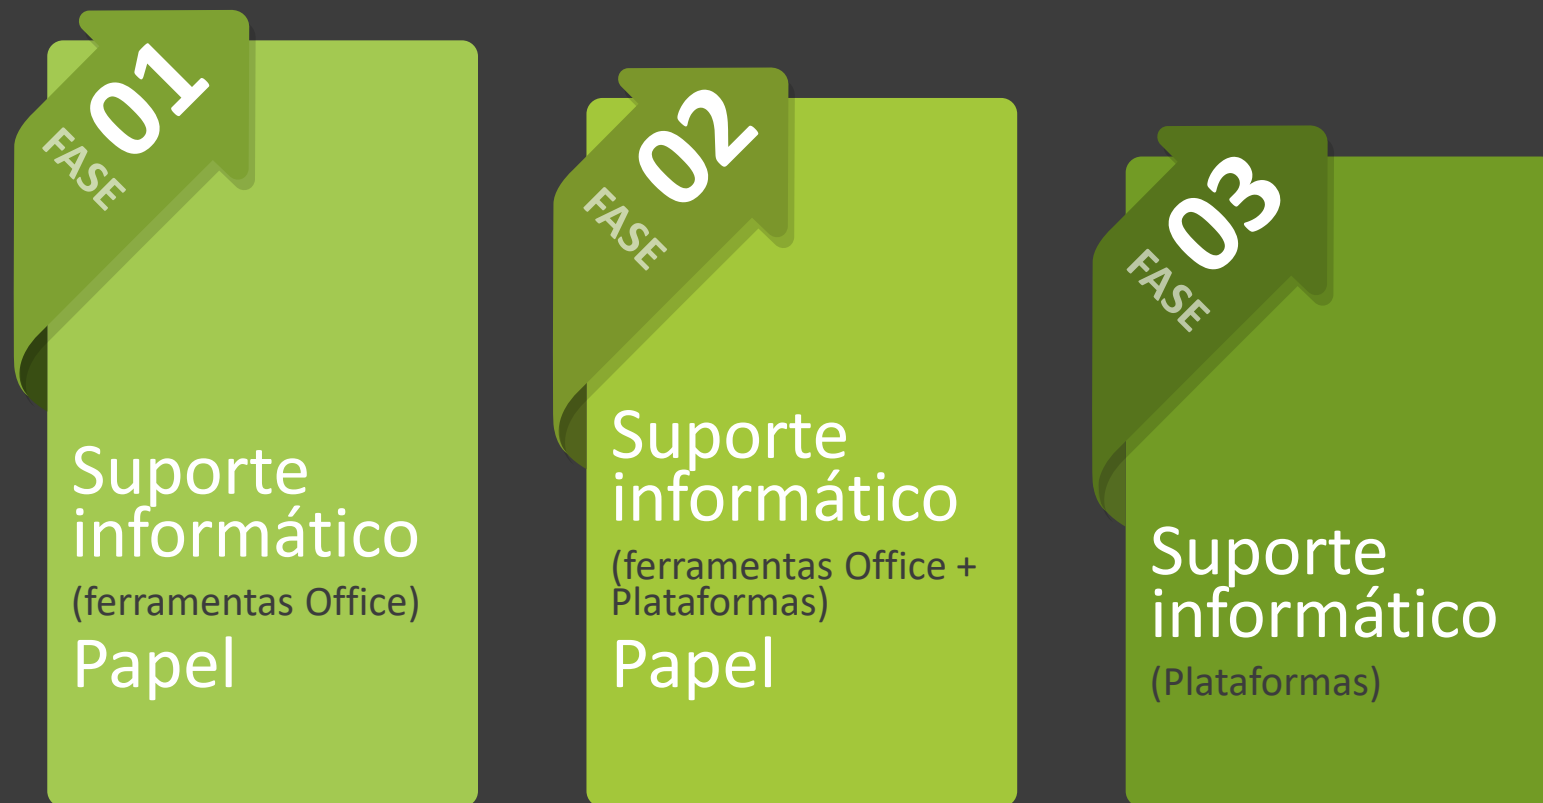 FASE 01
Suporte
informático
(ferramentas Office)
Papel
FASE 02
Suporte
informático
(ferramentas Office +
Plataformas)
Papel
FASE 03
Suporte
informático
(Plataformas)